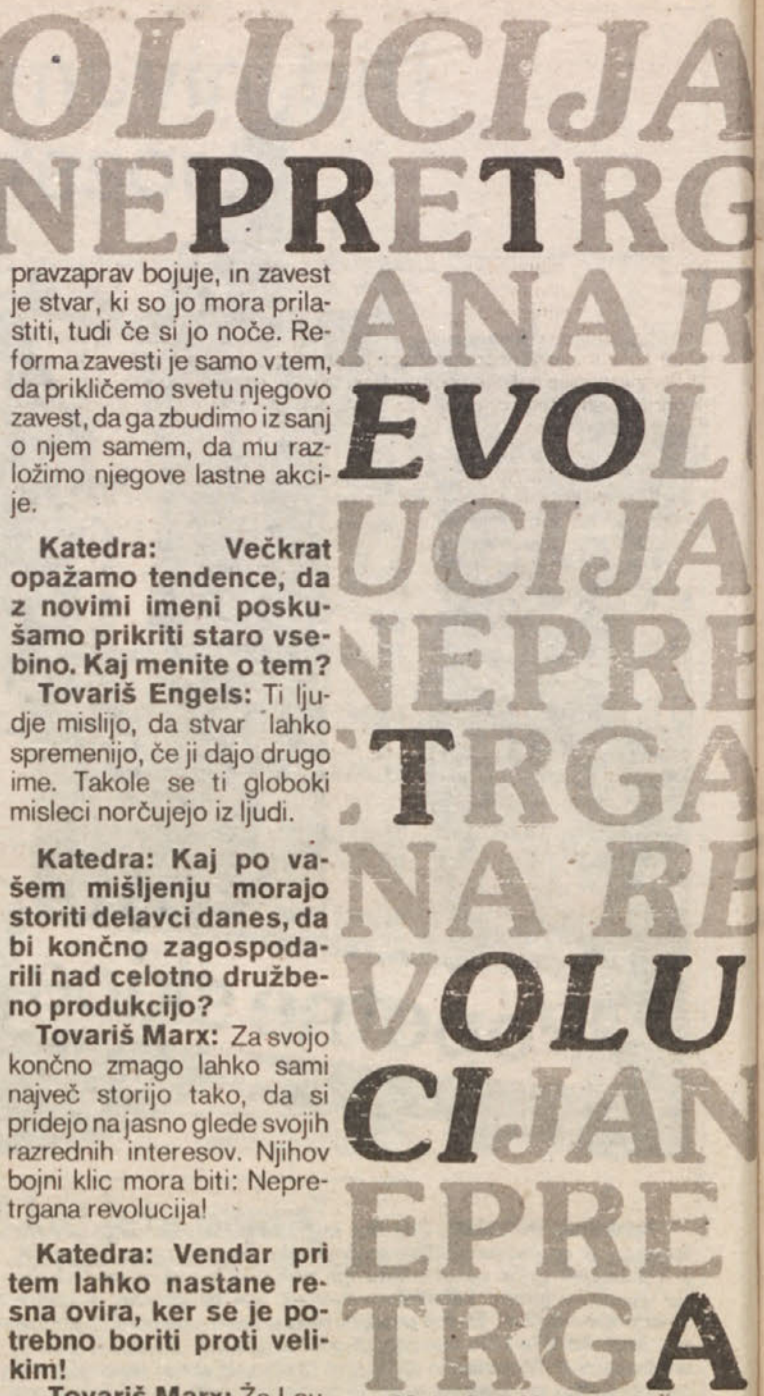 OLUCIJA
NEPRETRG
ANA R
EVOL
UCIJA
NEPRE
TRGA
NA RE
VOLU
CIJAN
EPRE
TRGA
pravzaprav bojuje, in zavest
je stvar, ki so jo mora prila-
stiti, tudi če si jo noče. Re-
forma zavesti je samo v tem,
da prikličemo svetu njegovo
zavest, da ga zbudimo iz sanj
o njem samem, da mu raz-
ložimo njegove lastne akci-
je.
Katedra: Večkrat
opažamo tendence, da
z novimi imeni posku-
šamo prikriti staro vse-
bino. Kaj menite o tem?
Tovariš Engels: Ti lju-
dje mislijo, da stvar lahko
spremenijo, če ji dajo drugo
ime. Takole se ti globoki
misleci norčujejo iz ljudi.
Katedra: Kaj po va-
šem mišljenju morajo
storiti delavci danes, da
bi končno zagospoda-
rili nad celotno družbe-
no produkcijo?
Tovariš Marx: Za svojo
končno zmago lahko sami
največ storijo tako, da si
pridejo na jasno glede svojih
razrednih interesov. Njihov
bojni klic mora biti: Nepre-
trgana revolucija!
Katedra: Vendar pri
tem lahko nastane re-
sna ovira, ker se je po-
trebno boriti proti veli-
kim!
Tovariš Marx: Že Lou-